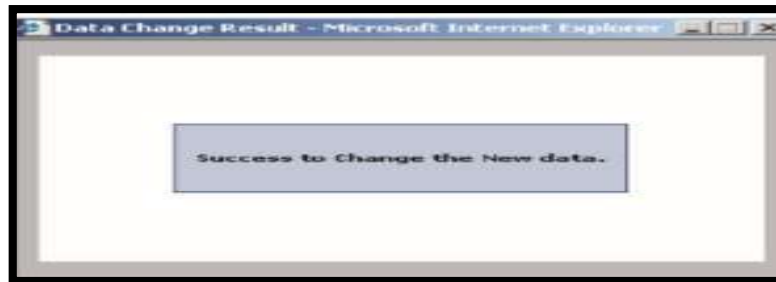 Data Change Result - Microsoft Internet Explorer
Success to Change the New data.